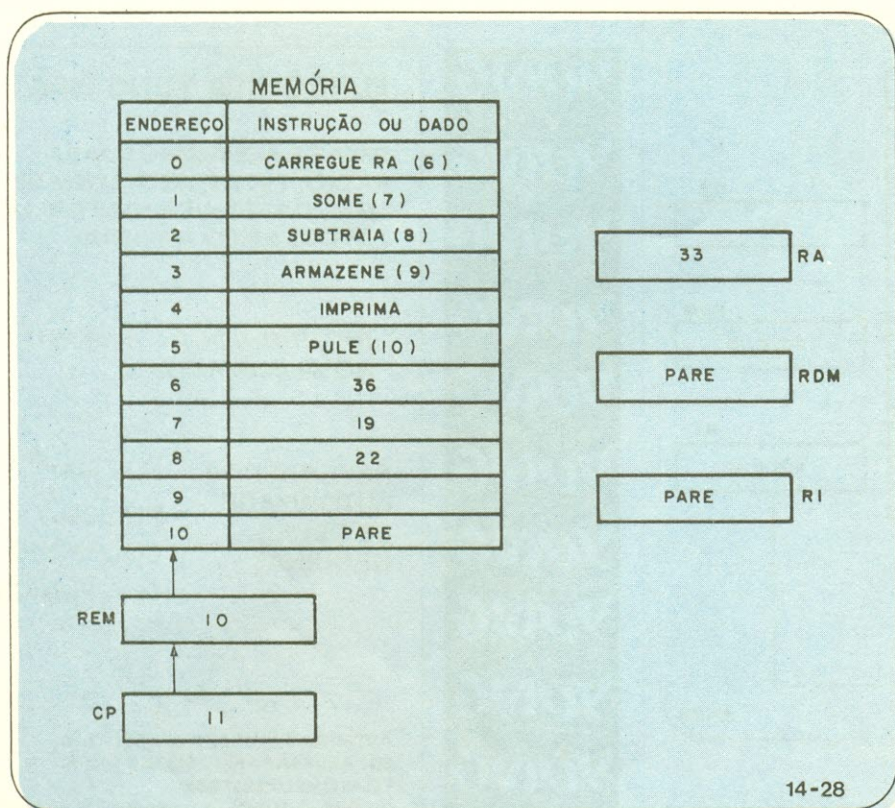 MEMÓRIA
ENDEREÇO INSTRUÇÃO OU DADO
0 CARREGUE RA (6).
1 SOME (7)
2 SUBTRAIA (8)
3 ARMAZENE (9)
4 IMPRIMA
5 PULE (10)
6 36
7 19
8 22
9
10 PARE
33 RA
PARE RDM
PARE RI
REM 10
CP 11
14-28